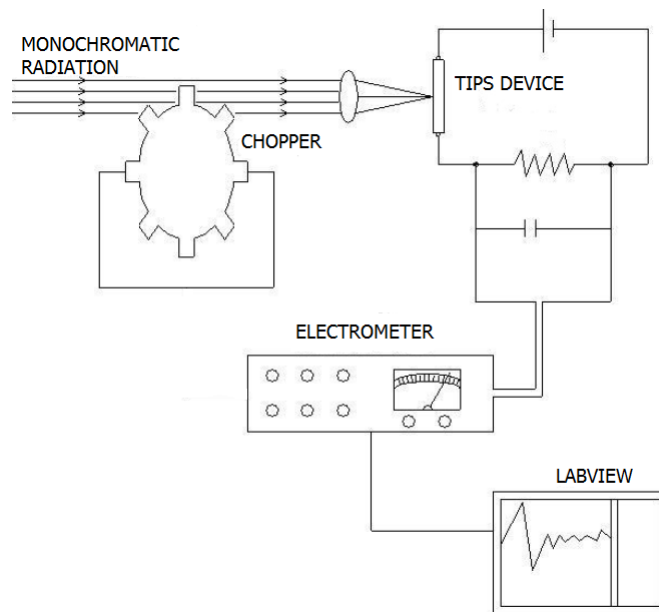 MONOCHROMATIC
RADIATION
TIPS DEVICE
CHOPPER
ELECTROMETER
LABVIEW